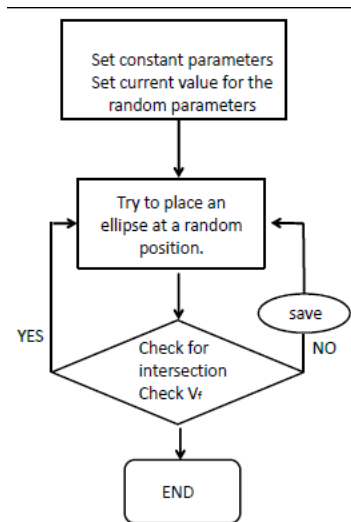 Set constant parameters
Set current value for the
random parameters
Try to place an
ellipse at a random
position.
save
YES
NO
Check for
intersection
Check Vf
END